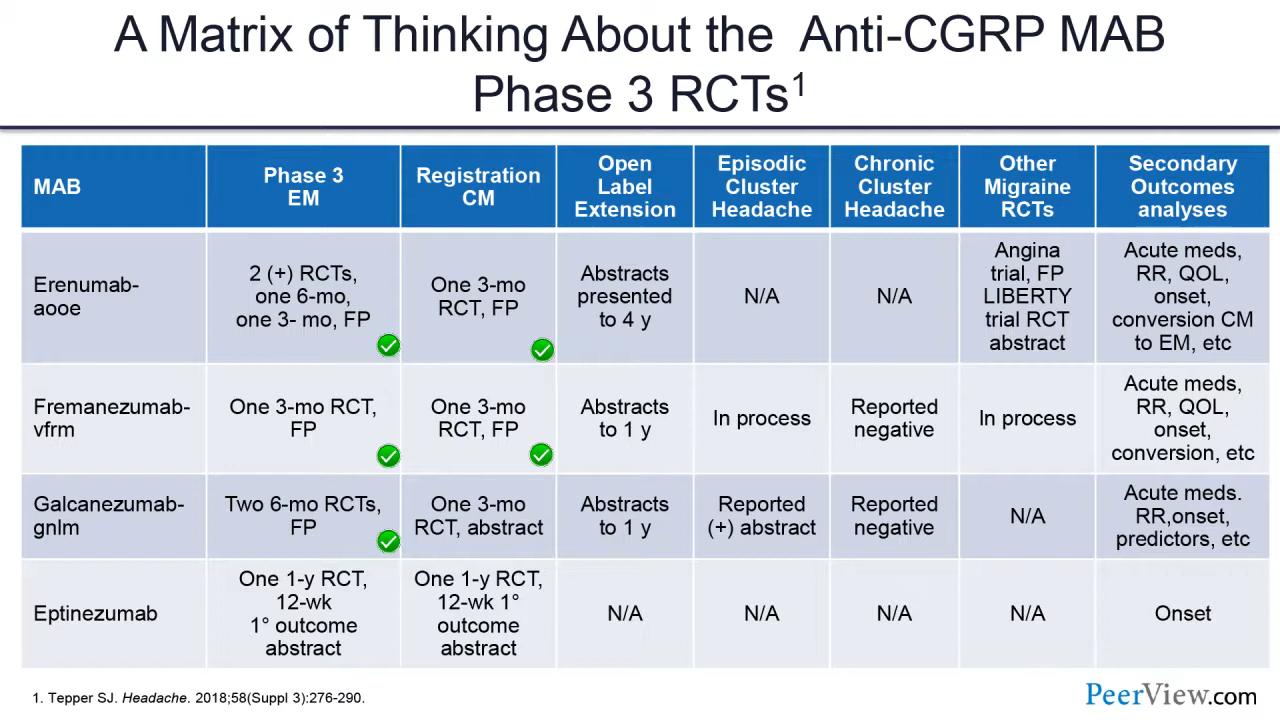 A Matrix of Thinking About the Anti-CGRP MAB
Phase 3 RCTs1
MAB
Phase 3
EM
Registration
CM
Open
Label
Extension
Episodic
Cluster
Headache
Chronic
Cluster
Headache
Other
Migraine
RCTs
Secondary
Outcomes
analyses
Erenumab-
aooe
2 (+) RCTs,
one 6-mo,
one 3- mo, FP
One 3-mo
RCT, FP
Abstracts
presented
to 4 y
N/A
N/A
Angina
trial, FP
LIBERTY
trial RCT
abstract
Acute meds,
RR, QOL,
onset,
conversion CM
to EM, etc
Fremanezumab-
vfrm
One 3-mo RCT,
FP
One 3-mo
RCT, FP
Abstracts
to 1 y
In process
Reported
negative
In process
Acute meds,
RR, QOL,
onset,
conversion, etc
Galcanezumab-
gnlm
Two 6-mo RCTs,
FP
One 3-mo
RCT, abstract
Abstracts
to 1 y
Reported
(+) abstract
Reported
negative
N/A
Acute meds.
RR,onset,
predictors, etc
Eptinezumab
One 1-y RCT,
12-wk
1° outcome
abstract
One 1-y RCT,
12-wk 1°
outcome
abstract
N/A
N/A
N/A
N/A
Onset
1. Tepper SJ. Headache. 2018;58(Suppl 3):276-290.
PeerView.com